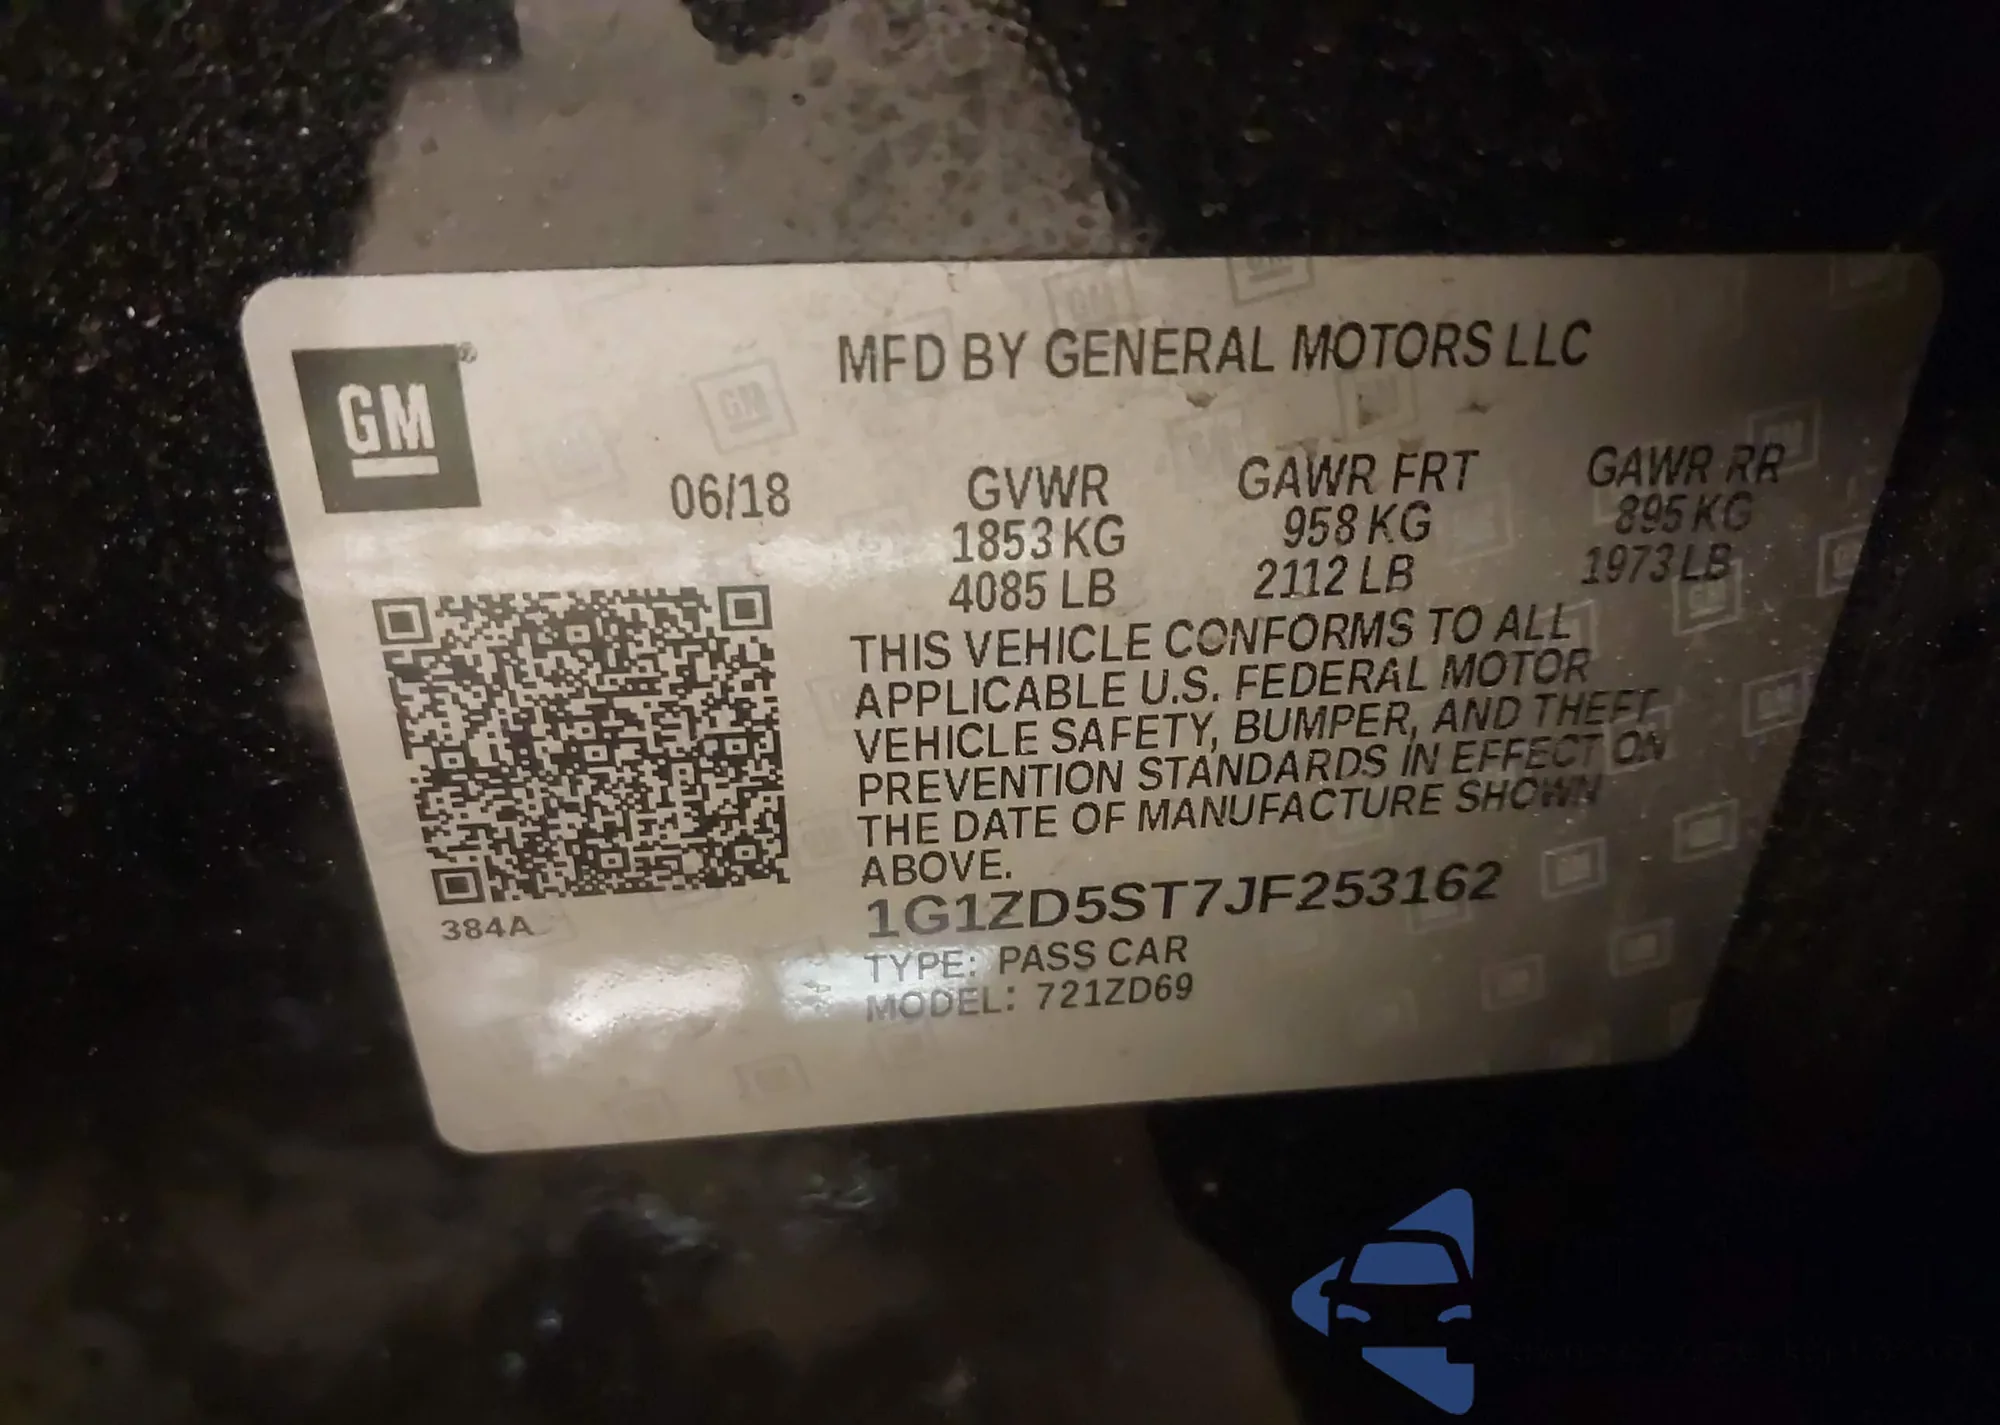 GM
MFD BY GENERAL MOTORS LLC
06/18
GVWR GAWR FRT GAWR RR
1853 KG 958 KG 895 KG
4085 LB 2112 LB 1973 LB
THIS VEHICLE CONFORMS TO ALL
APPLICABLE U.S. FEDERAL MOTOR
VEHICLE SAFETY, BUMPER, AND THEFT
PREVENTION STANDARDS IN EFFECT ON
THE DATE OF MANUFACTURE SHOWN
ABOVE.
1G1ZD5ST7JF253162
TYPE: PASS CAR
MODEL: 721ZD69
384A